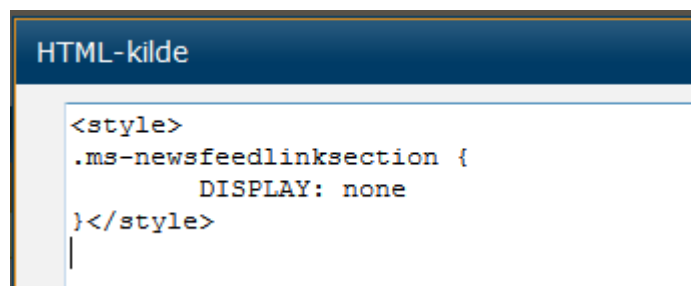 HTML-kilde
<style>
.ms-newsfeedlinksection {
DISPLAY: none
}</style>